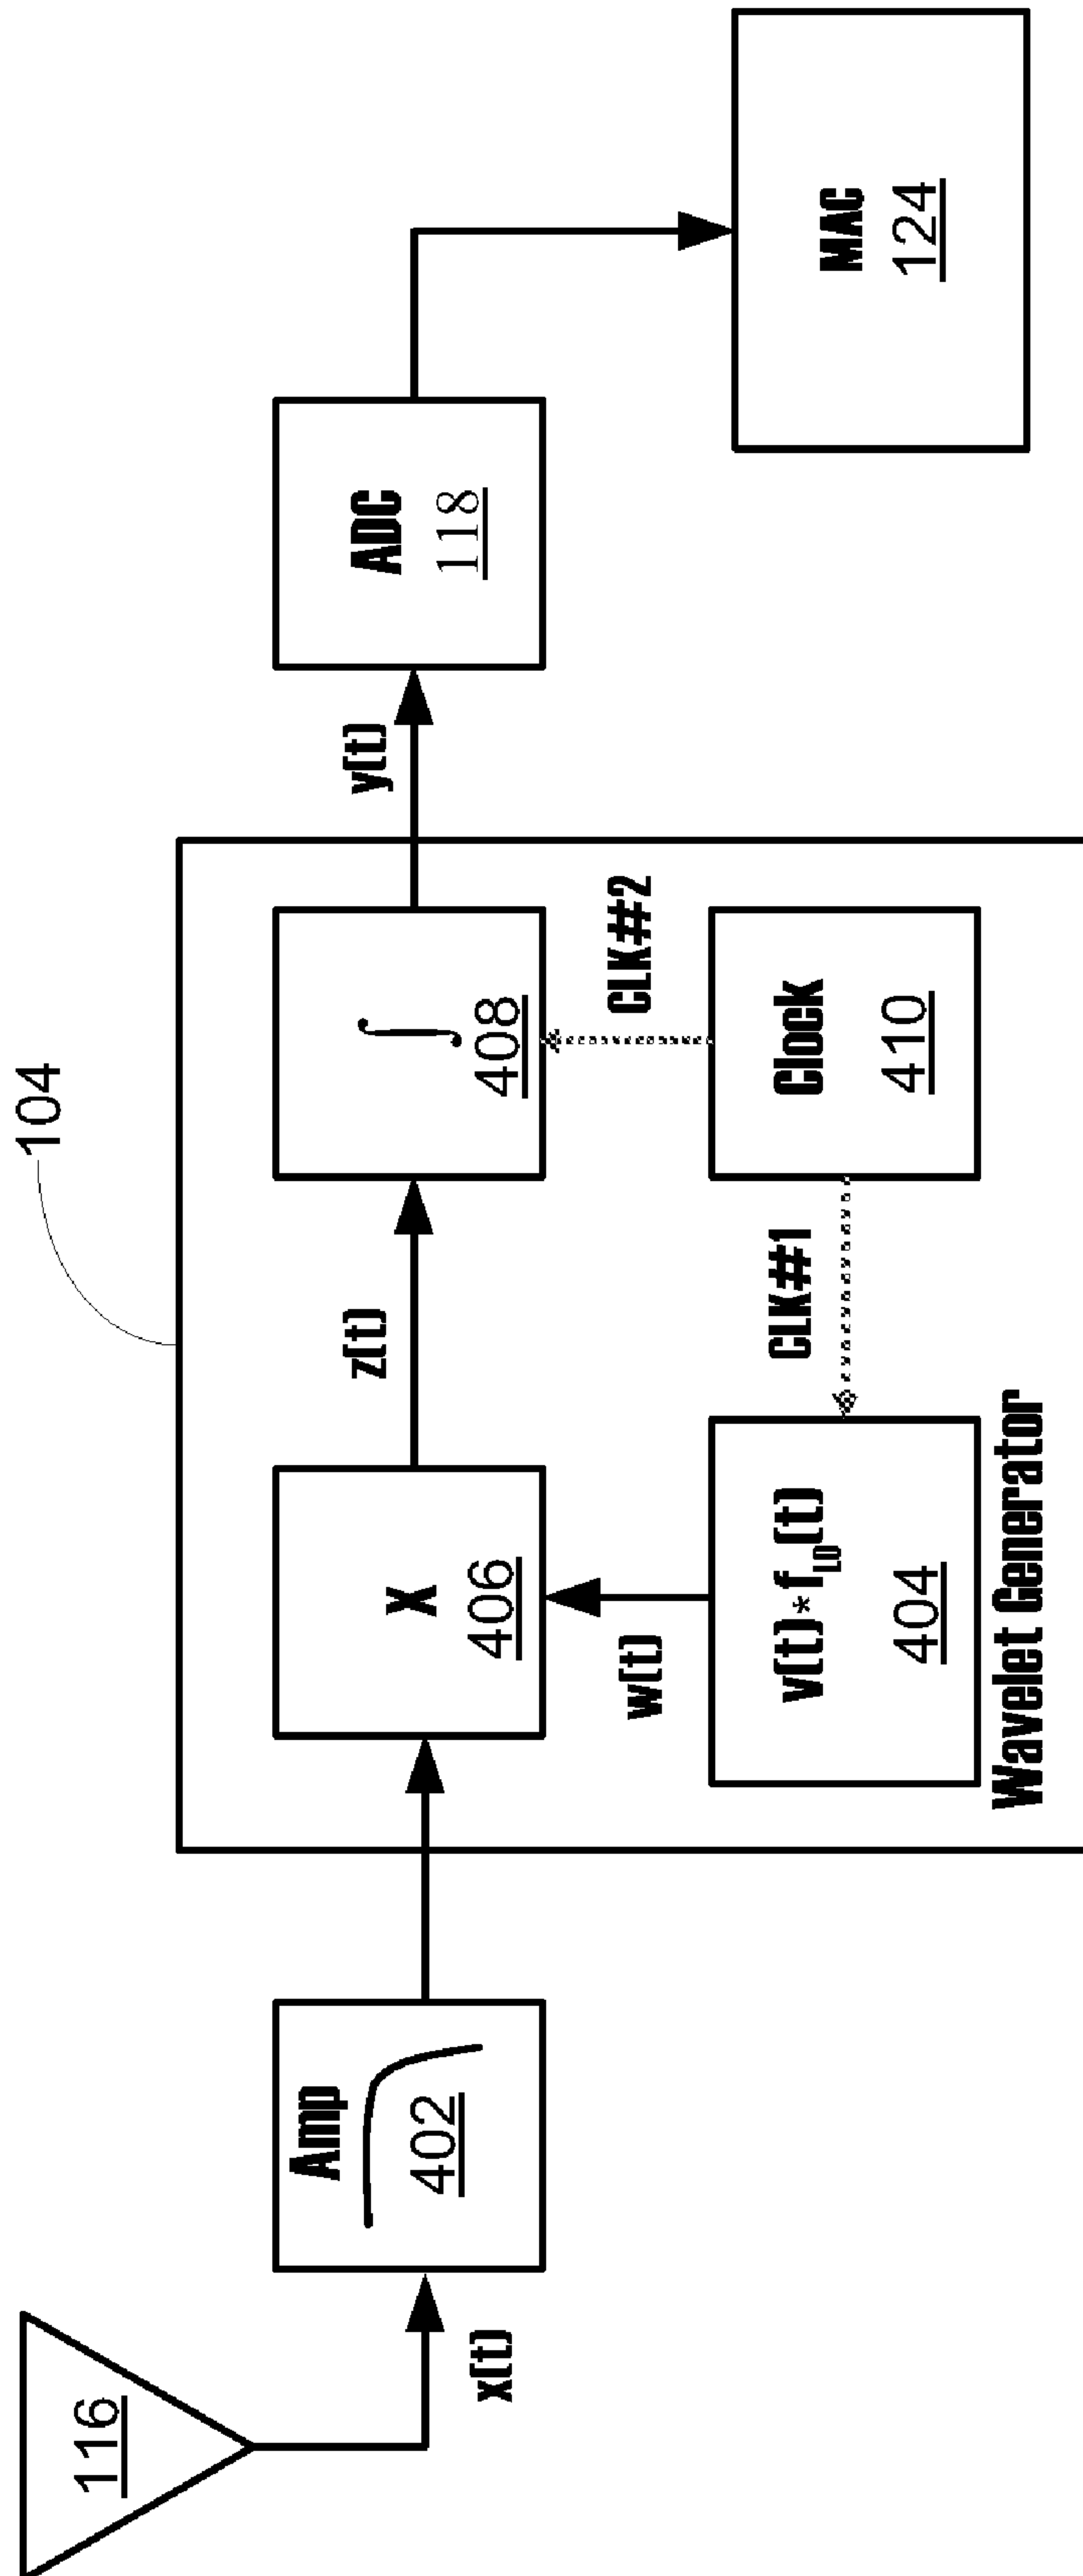 104
116
x(t)
Amp
402
X
406
z(t)
∫
408
y(t)
ADC
118
w(t)
v(t)*f_LO(t)
404
CLK#1
CLK#2
Clock
410
Wavelet Generator
MAC
124